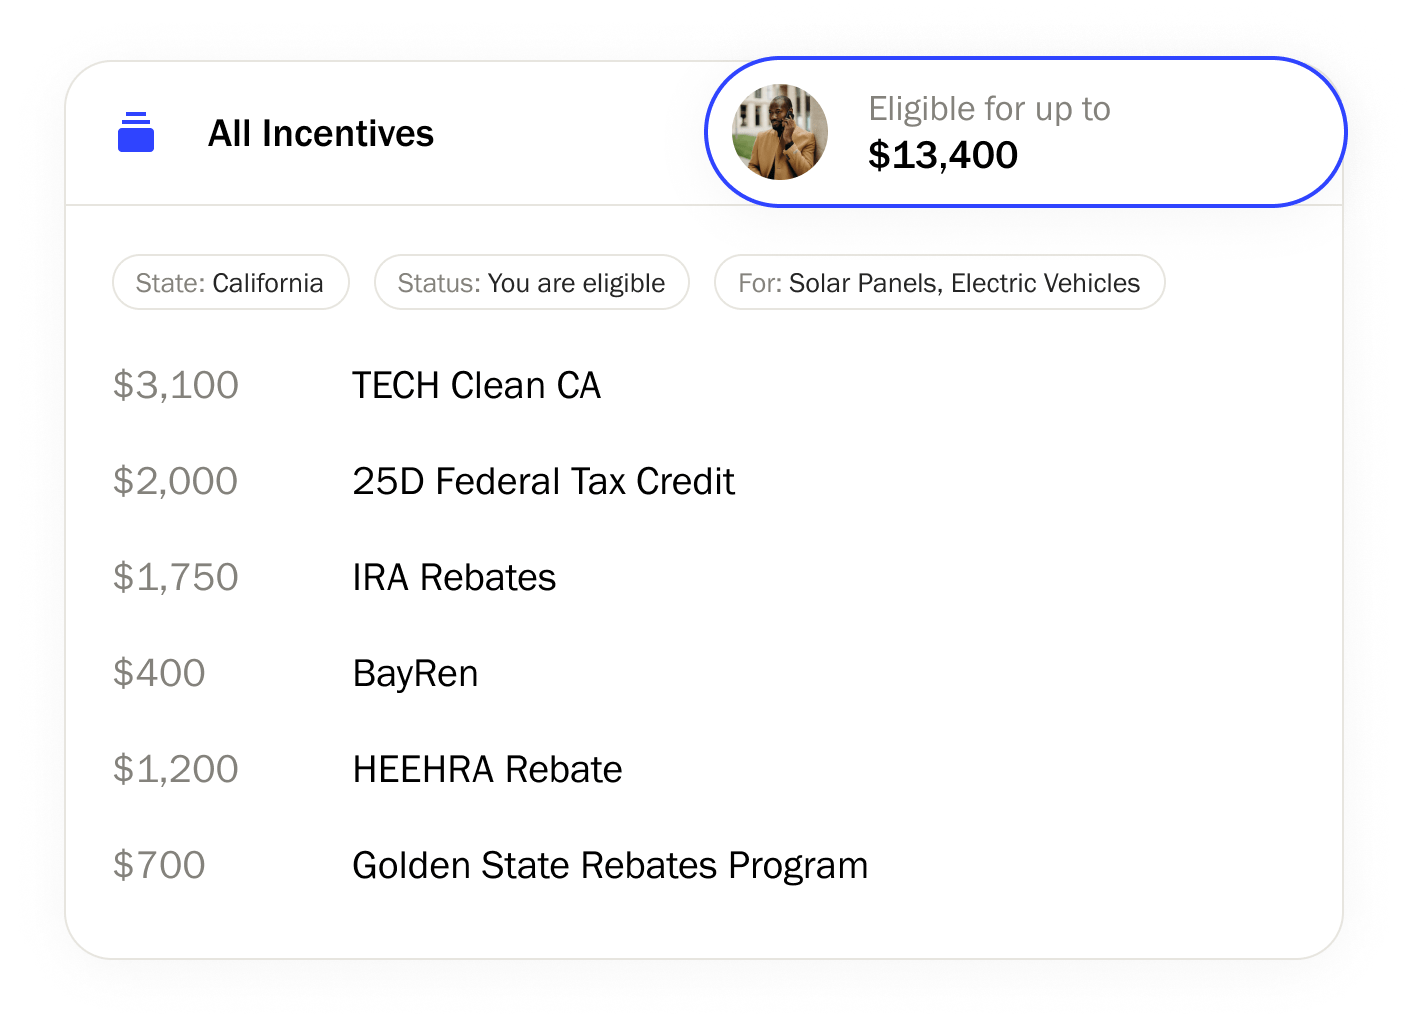 All Incentives
Eligible for up to
$13,400
State: California
Status: You are eligible
For: Solar Panels, Electric Vehicles
$3,100 TECH Clean CA
$2,000 25D Federal Tax Credit
$1,750 IRA Rebates
$400 BayRen
$1,200 HEEHRA Rebate
$700 Golden State Rebates Program